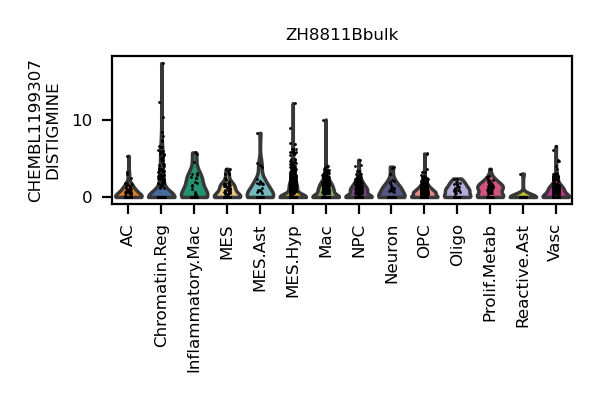 ZH8811Bbulk
CHEMBL1199307
DISTIGMINE
10
0
AC
Chromatin.Reg
Inflammatory.Mac
MES
MES.Ast
MES.Hyp
Mac
NPC
Neuron
OPC
Oligo
Prolif.Metab
Reactive.Ast
Vasc